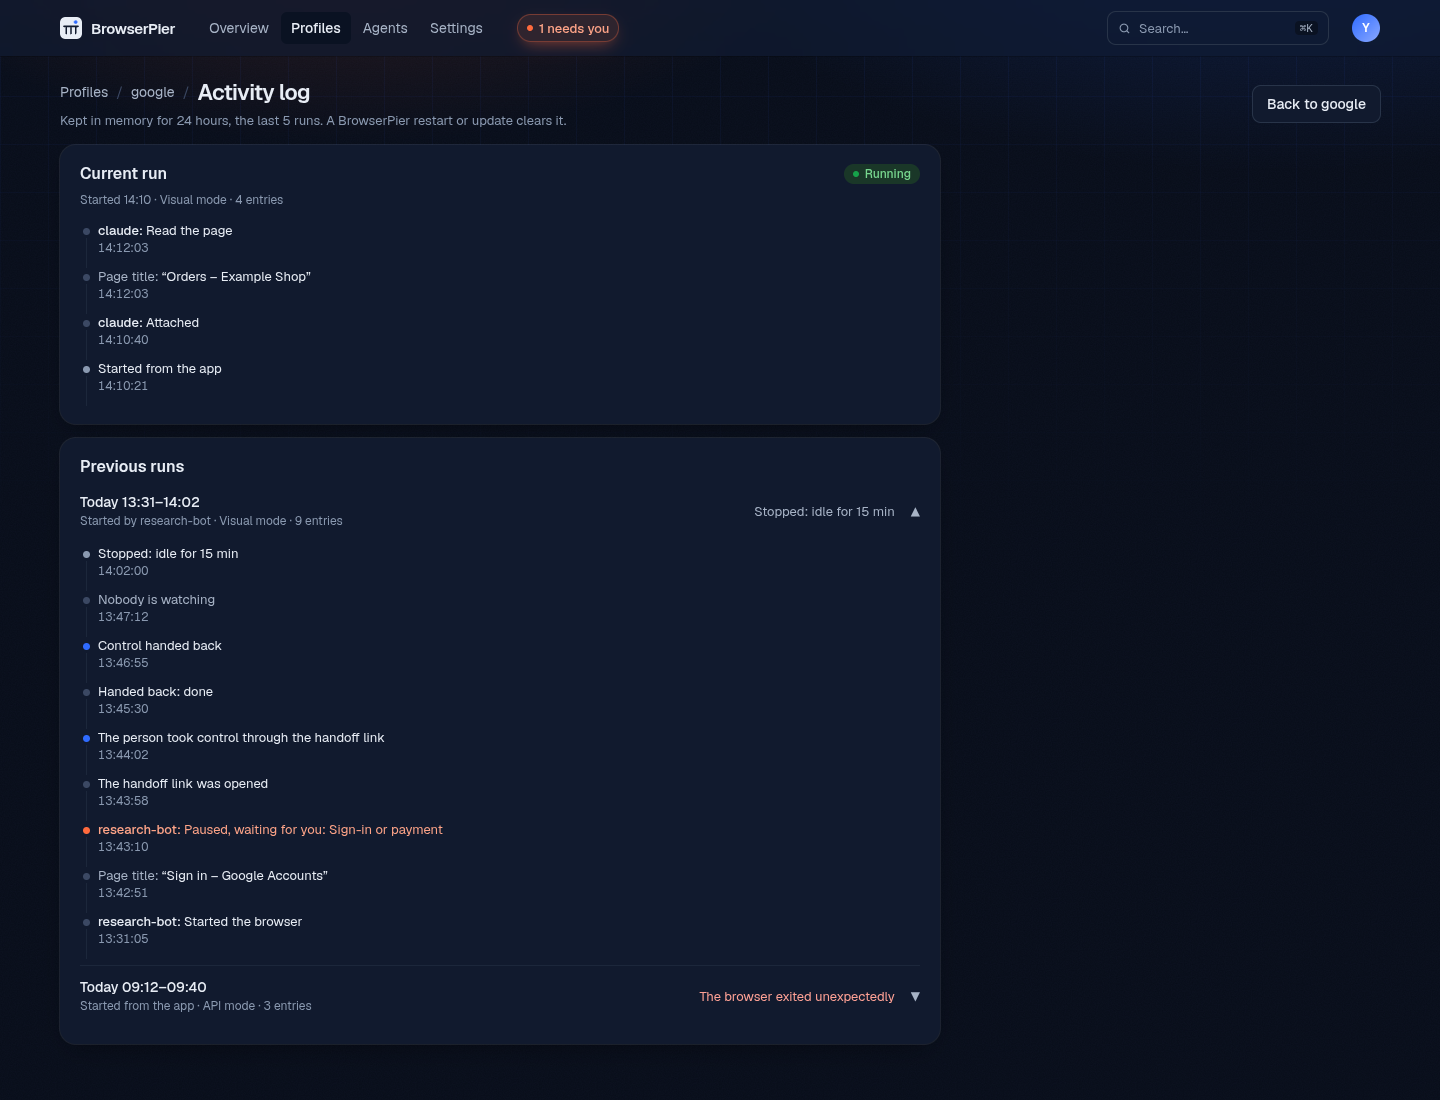 BrowserPier Overview Profiles Agents Settings 1 needs you Search... ⌘K Y
Profiles / google / Activity log
Back to google
Kept in memory for 24 hours, the last 5 runs. A BrowserPier restart or update clears it.
Current run
Running
Started 14:10 · Visual mode · 4 entries
claude: Read the page
14:12:03
Page title: “Orders – Example Shop”
14:12:03
claude: Attached
14:10:40
Started from the app
14:10:21
Previous runs
Today 13:31–14:02
Started by research-bot · Visual mode · 9 entries
Stopped: idle for 15 min ▲
Stopped: idle for 15 min
14:02:00
Nobody is watching
13:47:12
Control handed back
13:46:55
Handed back: done
13:45:30
The person took control through the handoff link
13:44:02
The handoff link was opened
13:43:58
research-bot: Paused, waiting for you: Sign-in or payment
13:43:10
Page title: “Sign in – Google Accounts”
13:42:51
research-bot: Started the browser
13:31:05
Today 09:12–09:40
Started from the app · API mode · 3 entries
The browser exited unexpectedly ▼